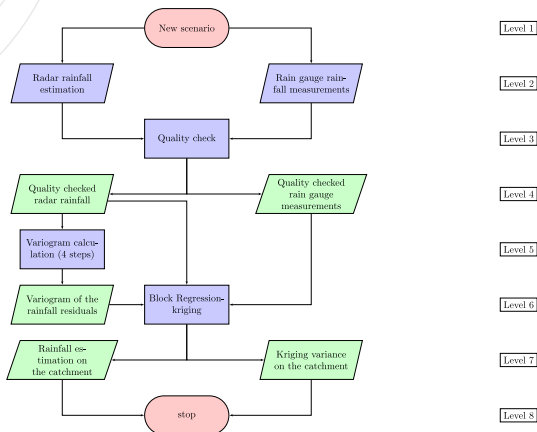 New scenario
Level 1
Radar rainfall
estimation
Rain gauge rain-
fall measurements
Level 2
Quality check
Level 3
Quality checked
radar rainfall
Quality checked
rain gauge
measurements
Level 4
Variogram calcu-
lation (4 steps)
Level 5
Variogram of the
rainfall residuals
Block Regression-
kriging
Level 6
Rainfall es-
timation on
the catchment
Kriging variance
on the catchment
Level 7
stop
Level 8